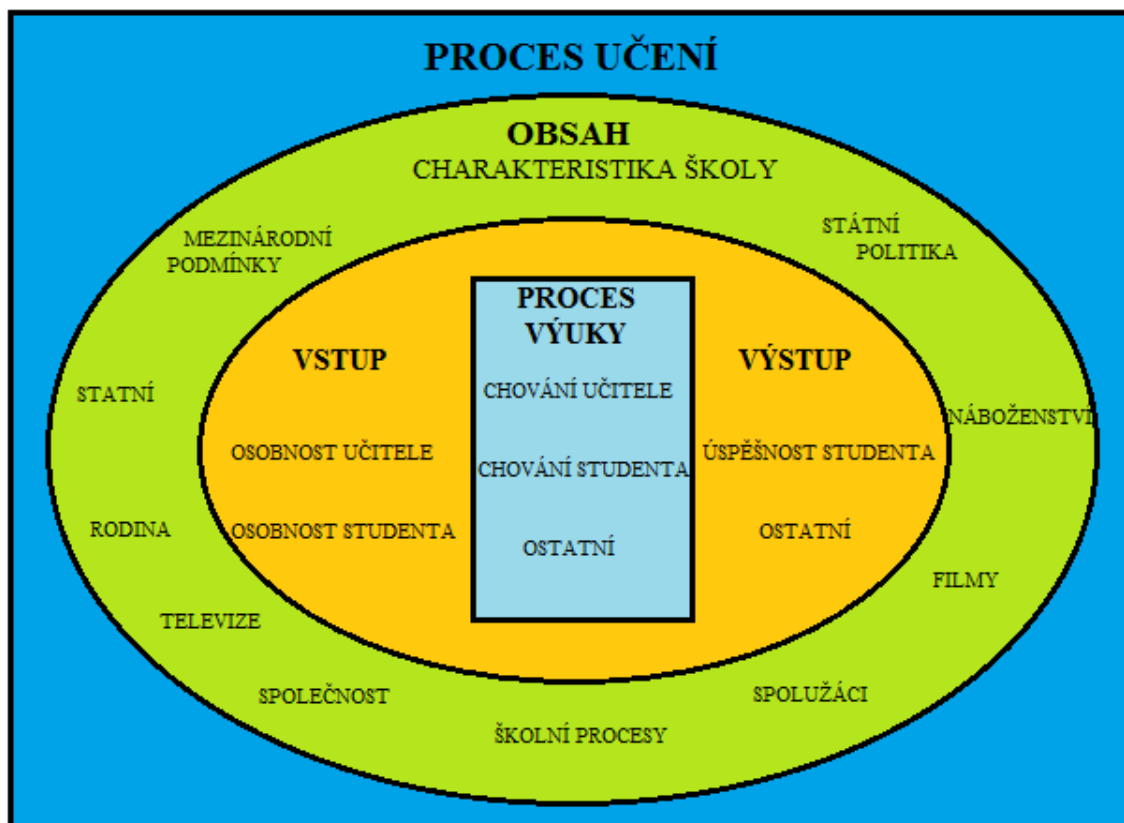 PROCES UČENÍ
OBSAH
CHARAKTERISTIKA ŠKOLY
MEZINÁRODNÍ
PODMÍNKY
STÁTNÍ
POLITIKA
PROCES
VÝUKY
VSTUP
VÝSTUP
CHOVÁNÍ UČITELE
STATNÍ
NÁBOŽENSTVÍ
OSOBNOST UČITELE
CHOVÁNÍ STUDENTA
ÚSPĚŠNOST STUDENTA
RODINA
OSOBNOST STUDENTA
OSTATNÍ
OSTATNÍ
FILMY
TELEVIZE
SPOLEČNOST
SPOLUŽÁCI
ŠKOLNÍ PROCESY